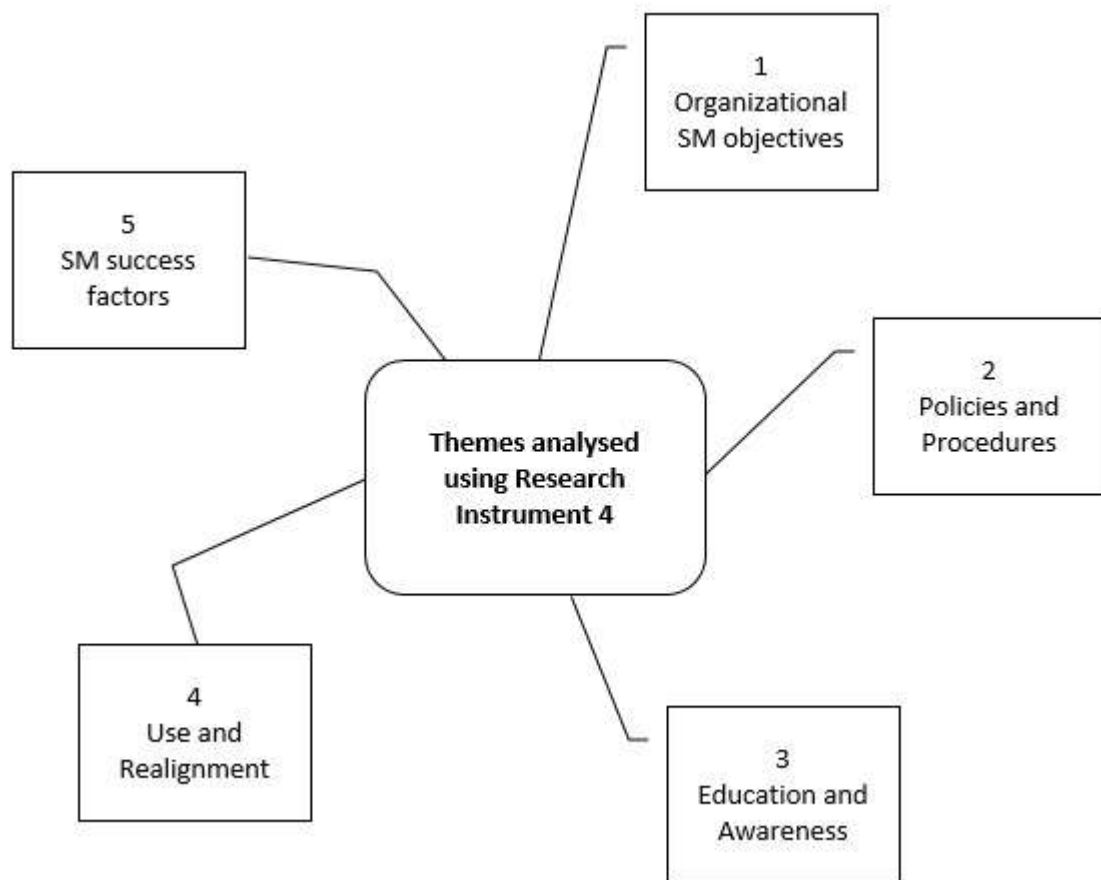 1
Organizational
SM objectives
5
SM success
factors
2
Policies and
Procedures
Themes analysed
using Research
Instrument 4
4
Use and
Realignment
3
Education and
Awareness